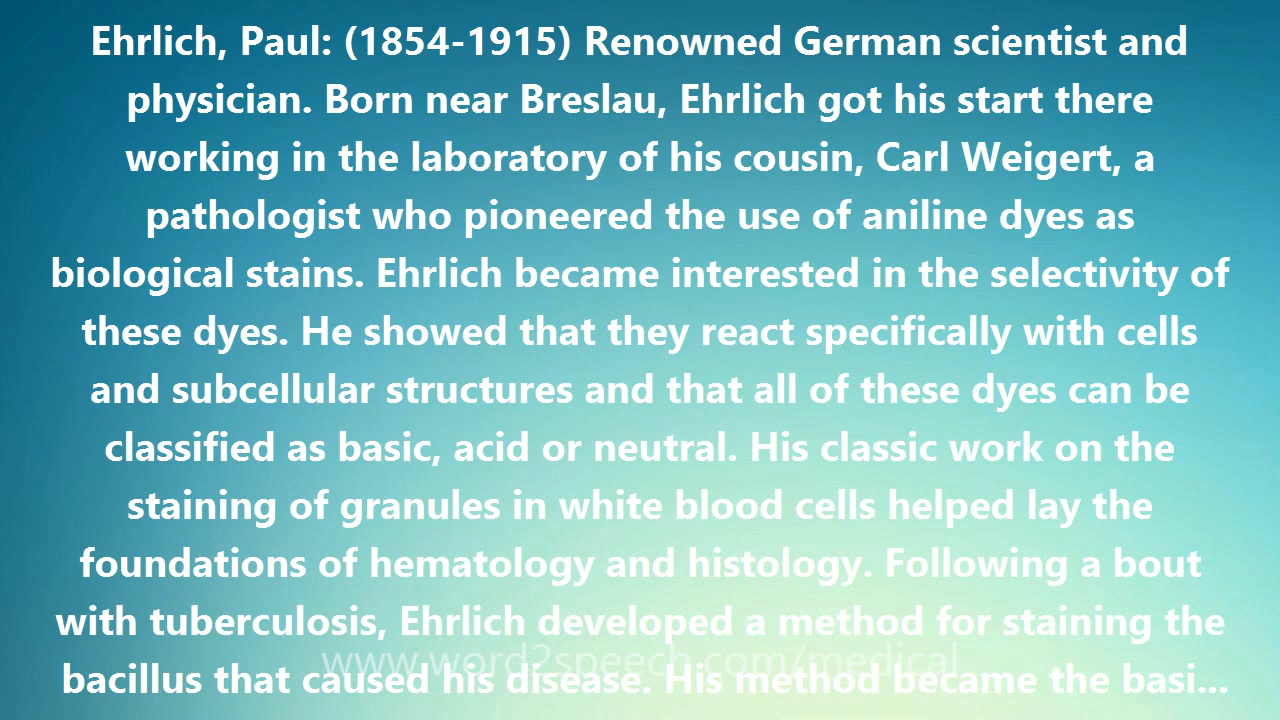 Ehrlich, Paul: (1854-1915) Renowned German scientist and
physician. Born near Breslau, Ehrlich got his start there
working in the laboratory of his cousin, Carl Weigert, a
pathologist who pioneered the use of aniline dyes as
biological stains. Ehrlich became interested in the selectivity of
these dyes. He showed that they react specifically with cells
and subcellular structures and that all of these dyes can be
classified as basic, acid or neutral. His classic work on the
staining of granules in white blood cells helped lay the
foundations of hematology and histology. Following a bout
with tuberculosis, Ehrlich developed a method for staining the
www.word2speech.com/medical
bacillus that caused his disease. His method became the basi...